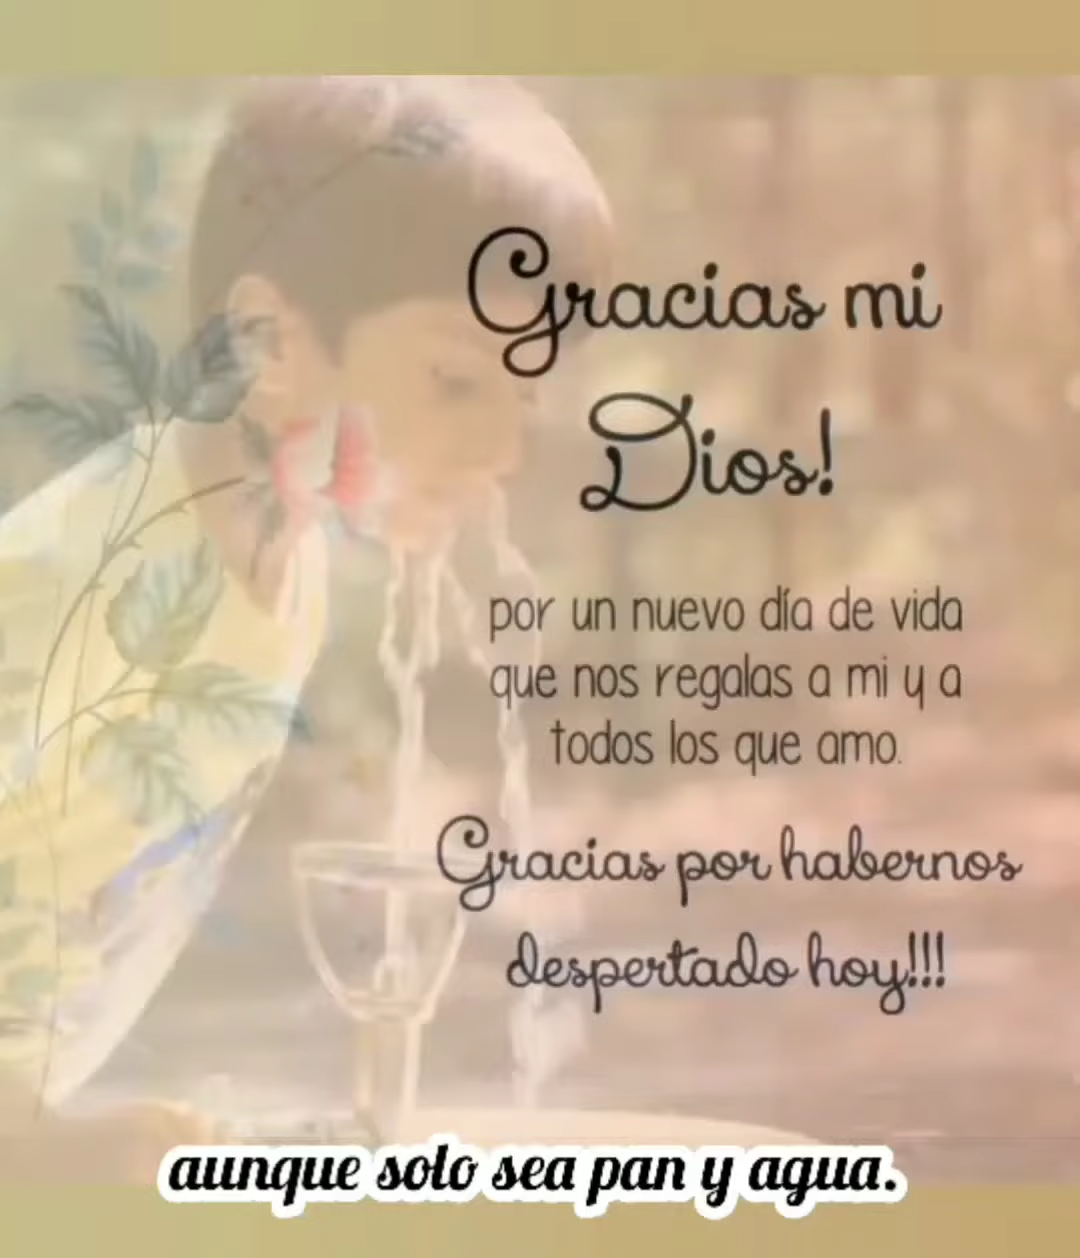 Gracias mi
Dios!
por un nuevo día de vida
que nos regalas a mi y a
todos los que amo.
Gracias por habernos
despertado hoy!!!
aunque solo sea pan y agua.